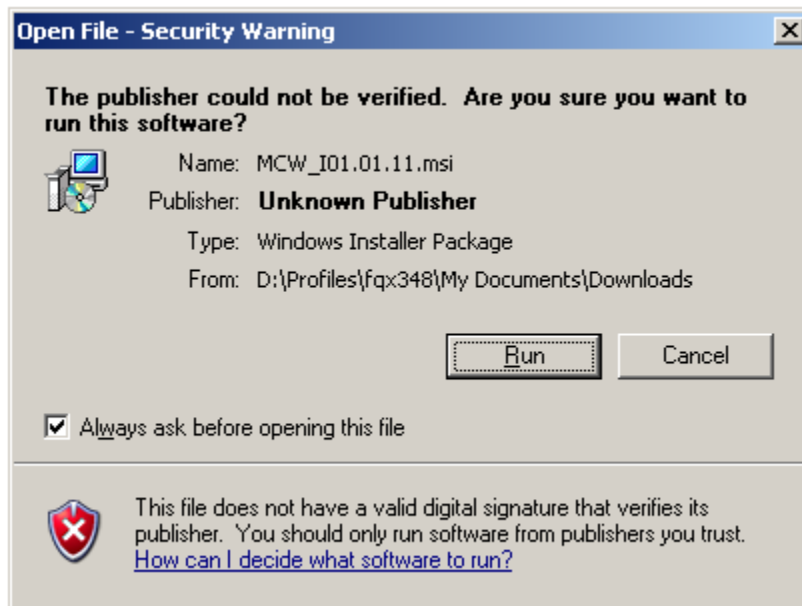 Open File - Security Warning
The publisher could not be verified.  Are you sure you want to
run this software?
Name: MCW_I01.01.11.msi
Publisher: Unknown Publisher
Type: Windows Installer Package
From: D:\Profiles\fqx348\My Documents\Downloads
Run Cancel
Always ask before opening this file
This file does not have a valid digital signature that verifies its
publisher.  You should only run software from publishers you trust.
How can I decide what software to run?